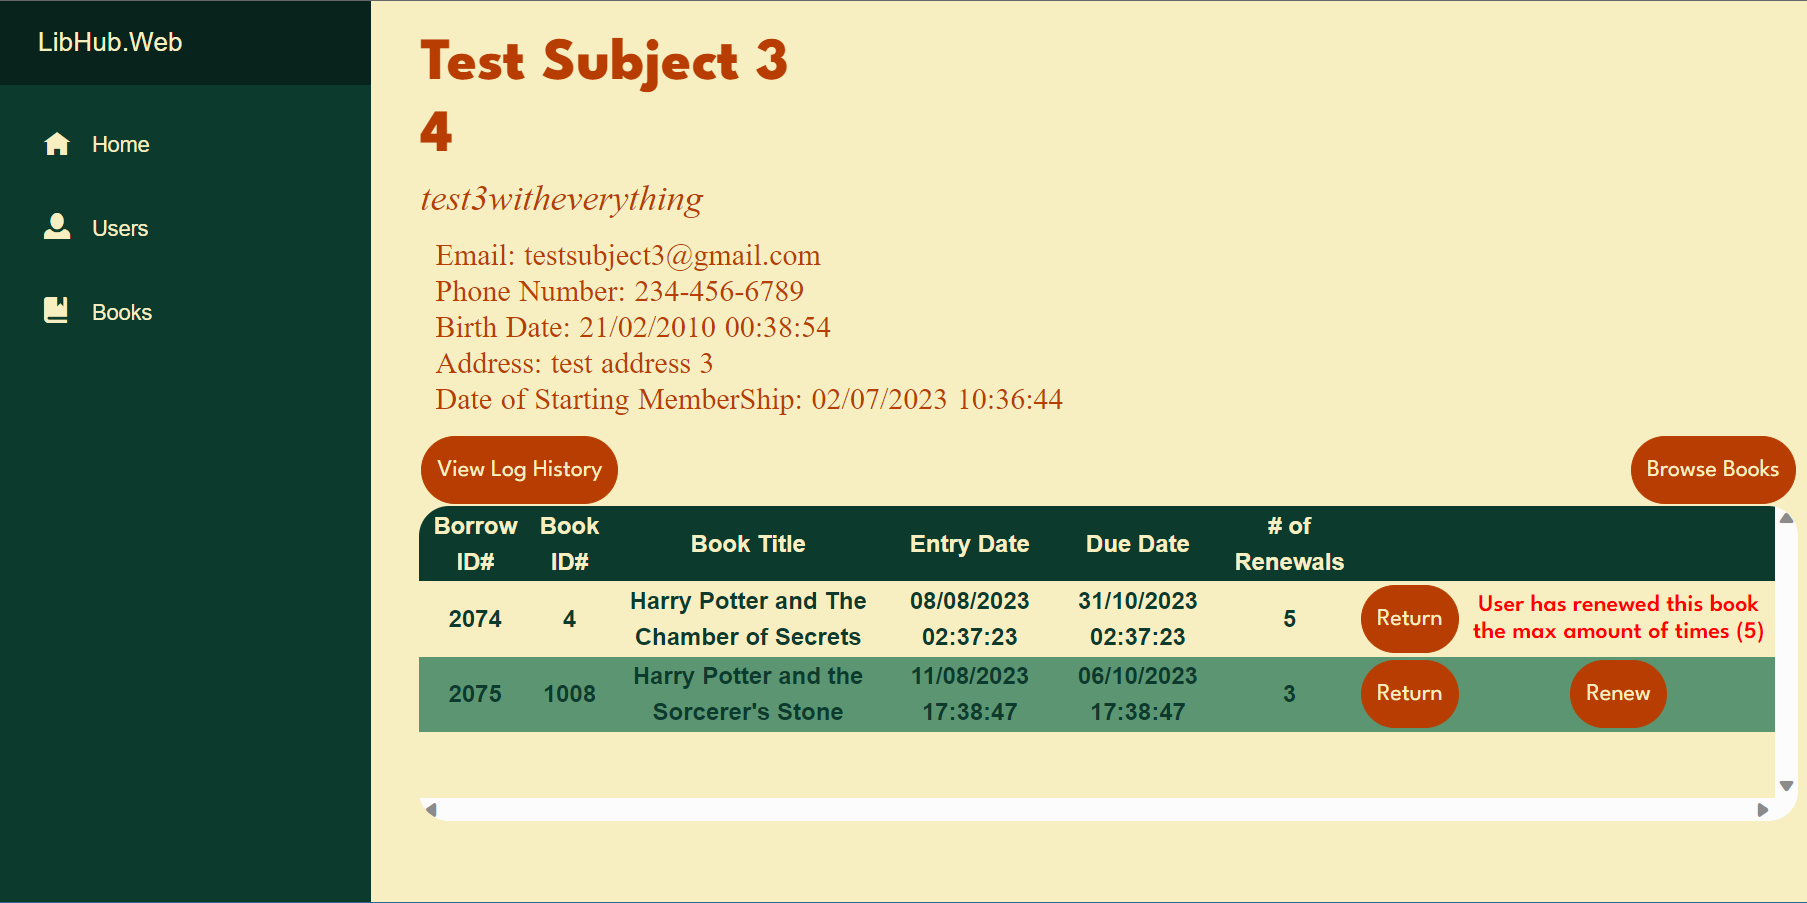 LibHub.Web
Home
Users
Books
Test Subject 3
4
test3witheverything
Email: testsubject3@gmail.com
Phone Number: 234-456-6789
Birth Date: 21/02/2010 00:38:54
Address: test address 3
Date of Starting MemberShip: 02/07/2023 10:36:44
View Log History
Browse Books
Borrow ID# Book ID# Book Title Entry Date Due Date # of Renewals
2074 4 Harry Potter and The Chamber of Secrets 08/08/2023 02:37:23 31/10/2023 02:37:23 5 Return User has renewed this book the max amount of times (5)
2075 1008 Harry Potter and the Sorcerer's Stone 11/08/2023 17:38:47 06/10/2023 17:38:47 3 Return Renew